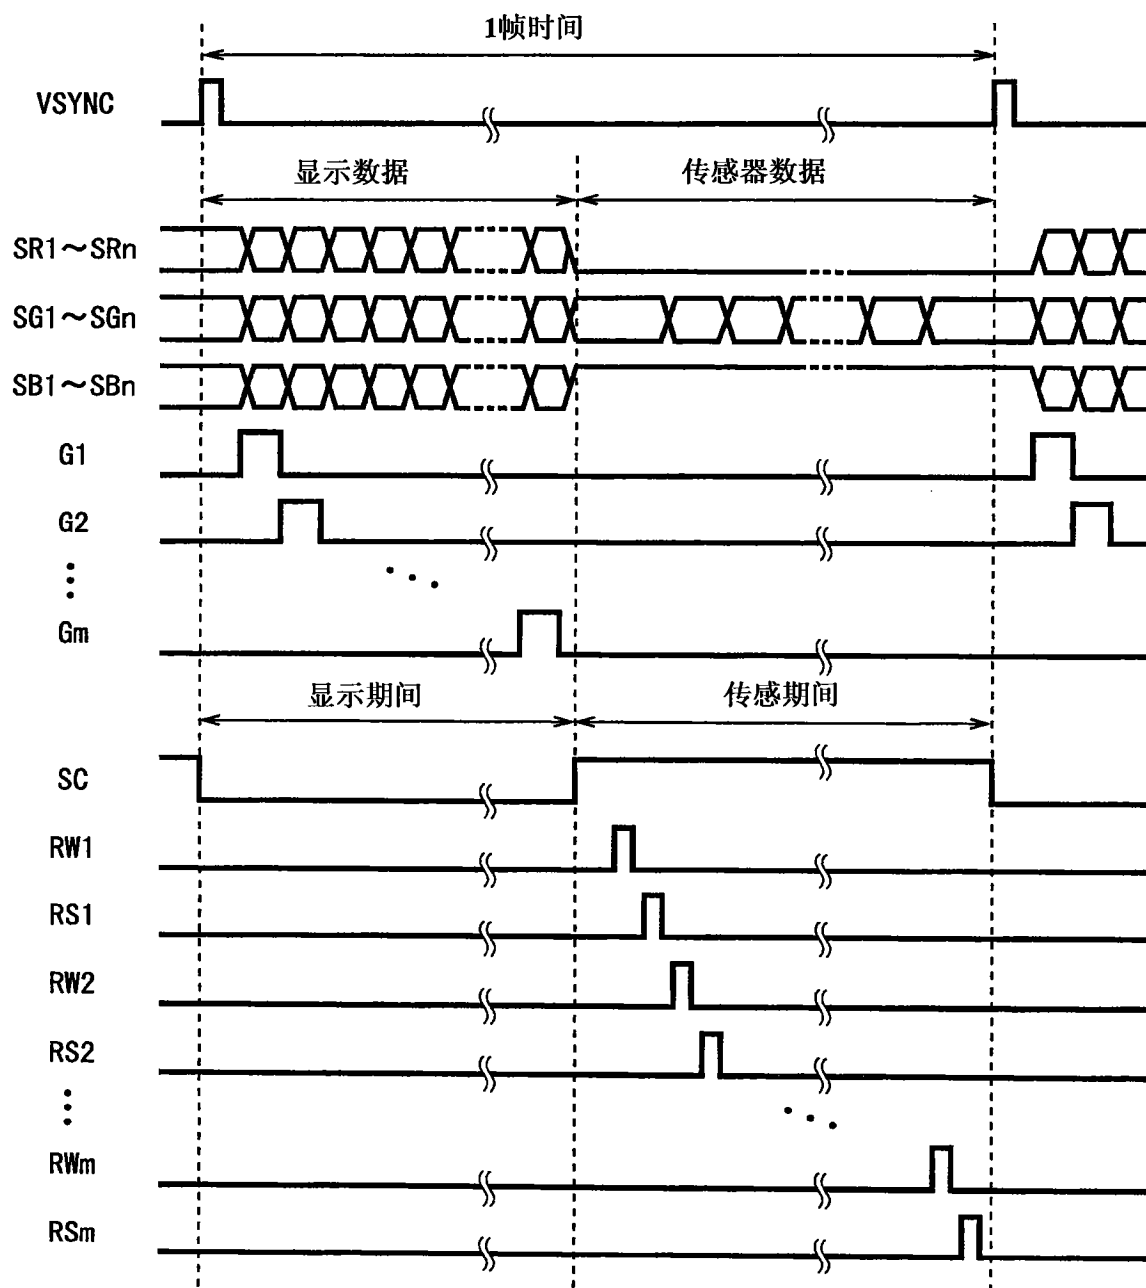 1帧时间
VSYNC
显示数据 传感器数据
SR1～SRn
SG1～SGn
SB1～SBn
G1
G2
Gm
显示期间 传感期间
SC
RW1
RS1
RW2
RS2
RWm
RSm